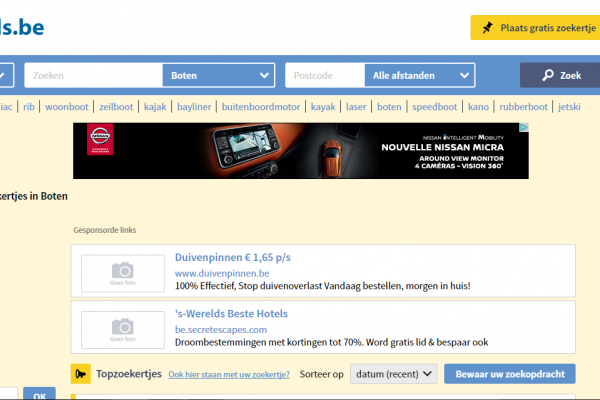 ls.be
Plaats gratis zoekertje
Zoeken
Boten
Postcode
Alle afstanden
Zoek
iac | rib | woonboot | zeilboot | kajak | bayliner | buitenboordmotor | kayak | laser | boten | speedboot | kano | rubberboot | jetski
NISSAN
NISSAN INTELLIGENT MOBILITY
NOUVELLE NISSAN MICRA
AROUND VIEW MONITOR
4 CAMÉRAS - VISION 360°
kertjes in Boten
Gesponsorde links
Geen foto
Duivenpinnen € 1,65 p/s
www.duivenpinnen.be
100% Effectief, Stop duivenoverlast Vandaag bestellen, morgen in huis!
Geen foto
's-Werelds Beste Hotels
be.secretescapes.com
Droombestemmingen met kortingen tot 70%. Word gratis lid & bespaar ook
Topzoekertjes
Ook hier staan met uw zoekertje?
Sorteer op
datum (recent)
Bewaar uw zoekopdracht
OK